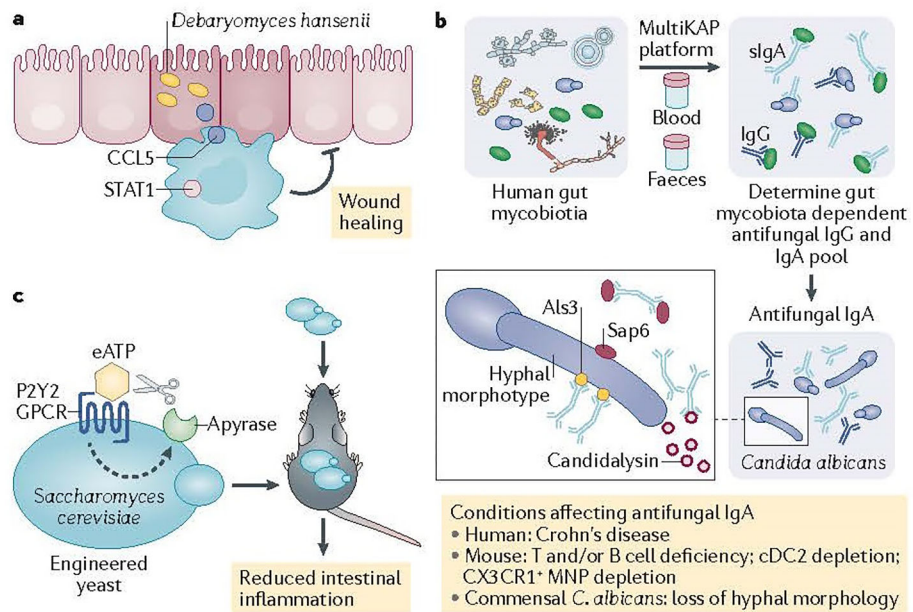 a
Debaryomyces hansenii
CCL5
STAT1
Wound
healing
b
MultiKAP
platform
Blood
Faeces
Human gut
mycobiotia
sIgA
IgG
Determine gut
mycobiota dependent
antifungal IgG and
IgA pool
Antifungal IgA
Candida albicans
Als3
Sap6
Hyphal
morphotype
Candidalysin
Conditions affecting antifungal IgA
• Human: Crohn's disease
• Mouse: T and/or B cell deficiency; cDC2 depletion;
CX3CR1⁺ MNP depletion
• Commensal C. albicans: loss of hyphal morphology
c
eATP
P2Y2
GPCR
Apyrase
Saccharomyces
cerevisiae
Engineered
yeast
Reduced intestinal
inflammation